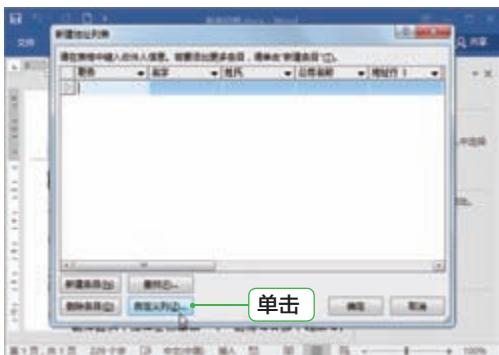 新建地址列表
请在表格中键入收件人信息。若要添加更多条目，请单击“新建条目”(N)。
职务 名字 姓氏 公司名称 地址行 1
新建条目(N) 查找(F)...
删除条目(D) 自定义列(Z)... 单击 确定 取消